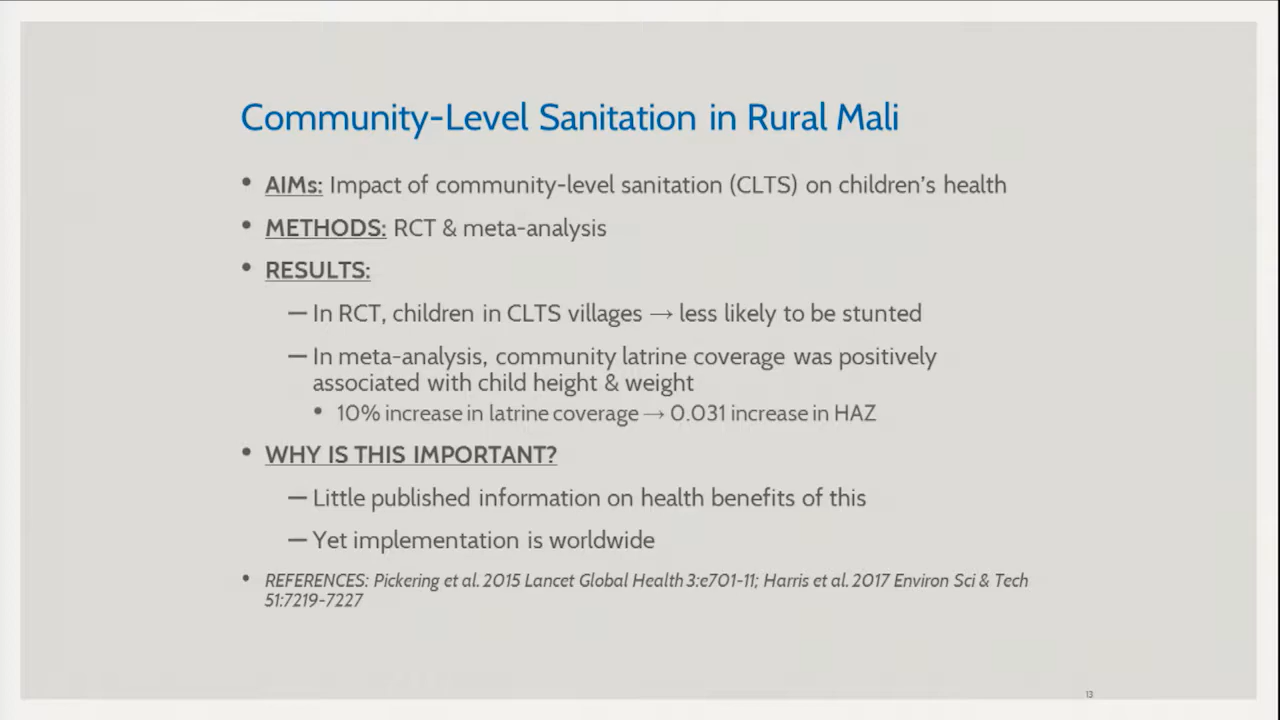 Community-Level Sanitation in Rural Mali
• AIMs: Impact of community-level sanitation (CLTS) on children's health
• METHODS: RCT & meta-analysis
• RESULTS:
– In RCT, children in CLTS villages → less likely to be stunted
– In meta-analysis, community latrine coverage was positively
associated with child height & weight
• 10% increase in latrine coverage → 0.031 increase in HAZ
• WHY IS THIS IMPORTANT?
– Little published information on health benefits of this
– Yet implementation is worldwide
• REFERENCES: Pickering et al. 2015 Lancet Global Health 3:e701-11; Harris et al. 2017 Environ Sci & Tech
51:7219-7227
13